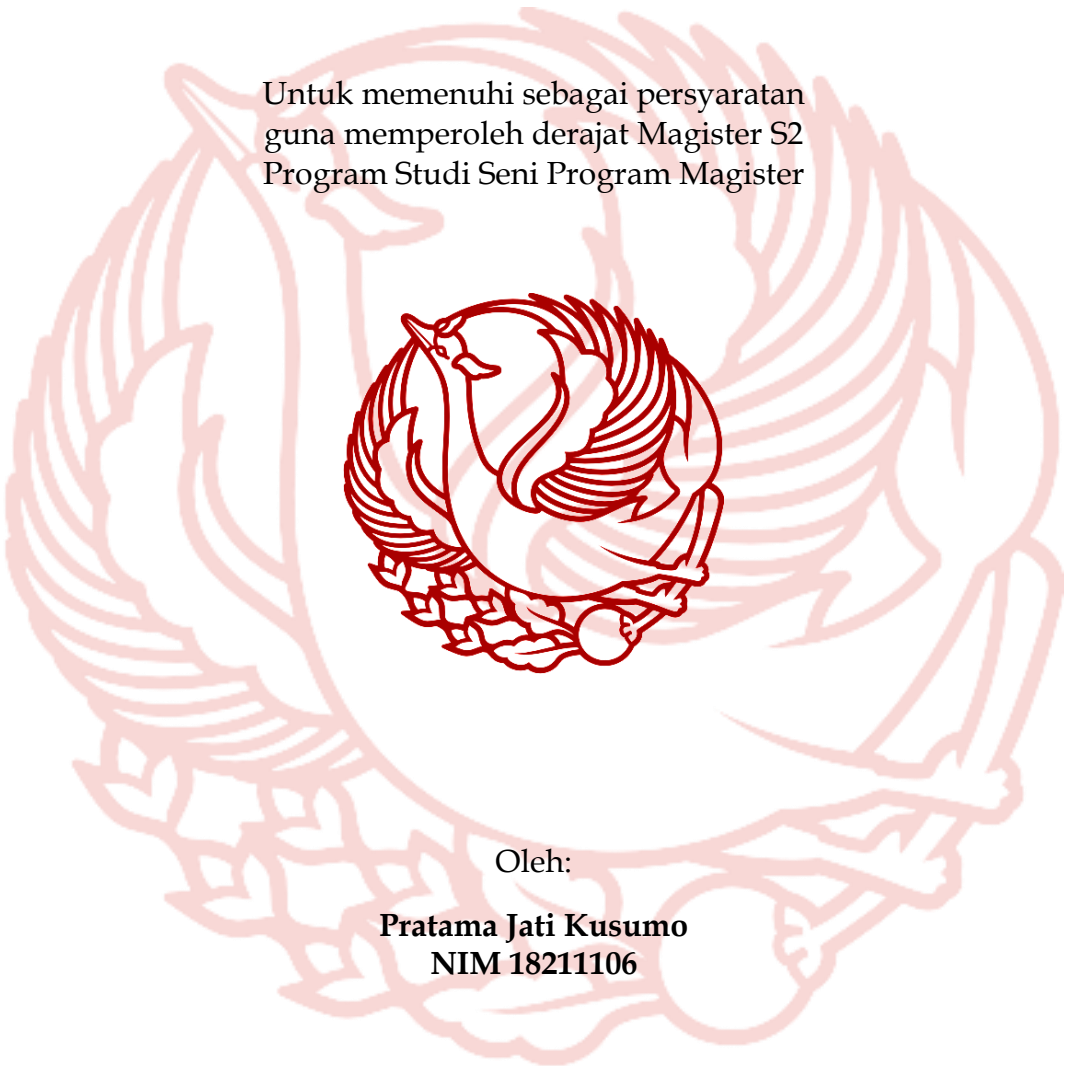 Untuk memenuhi sebagai persyaratan
guna memperoleh derajat Magister S2
Program Studi Seni Program Magister
Oleh:
Pratama Jati Kusumo
NIM 18211106